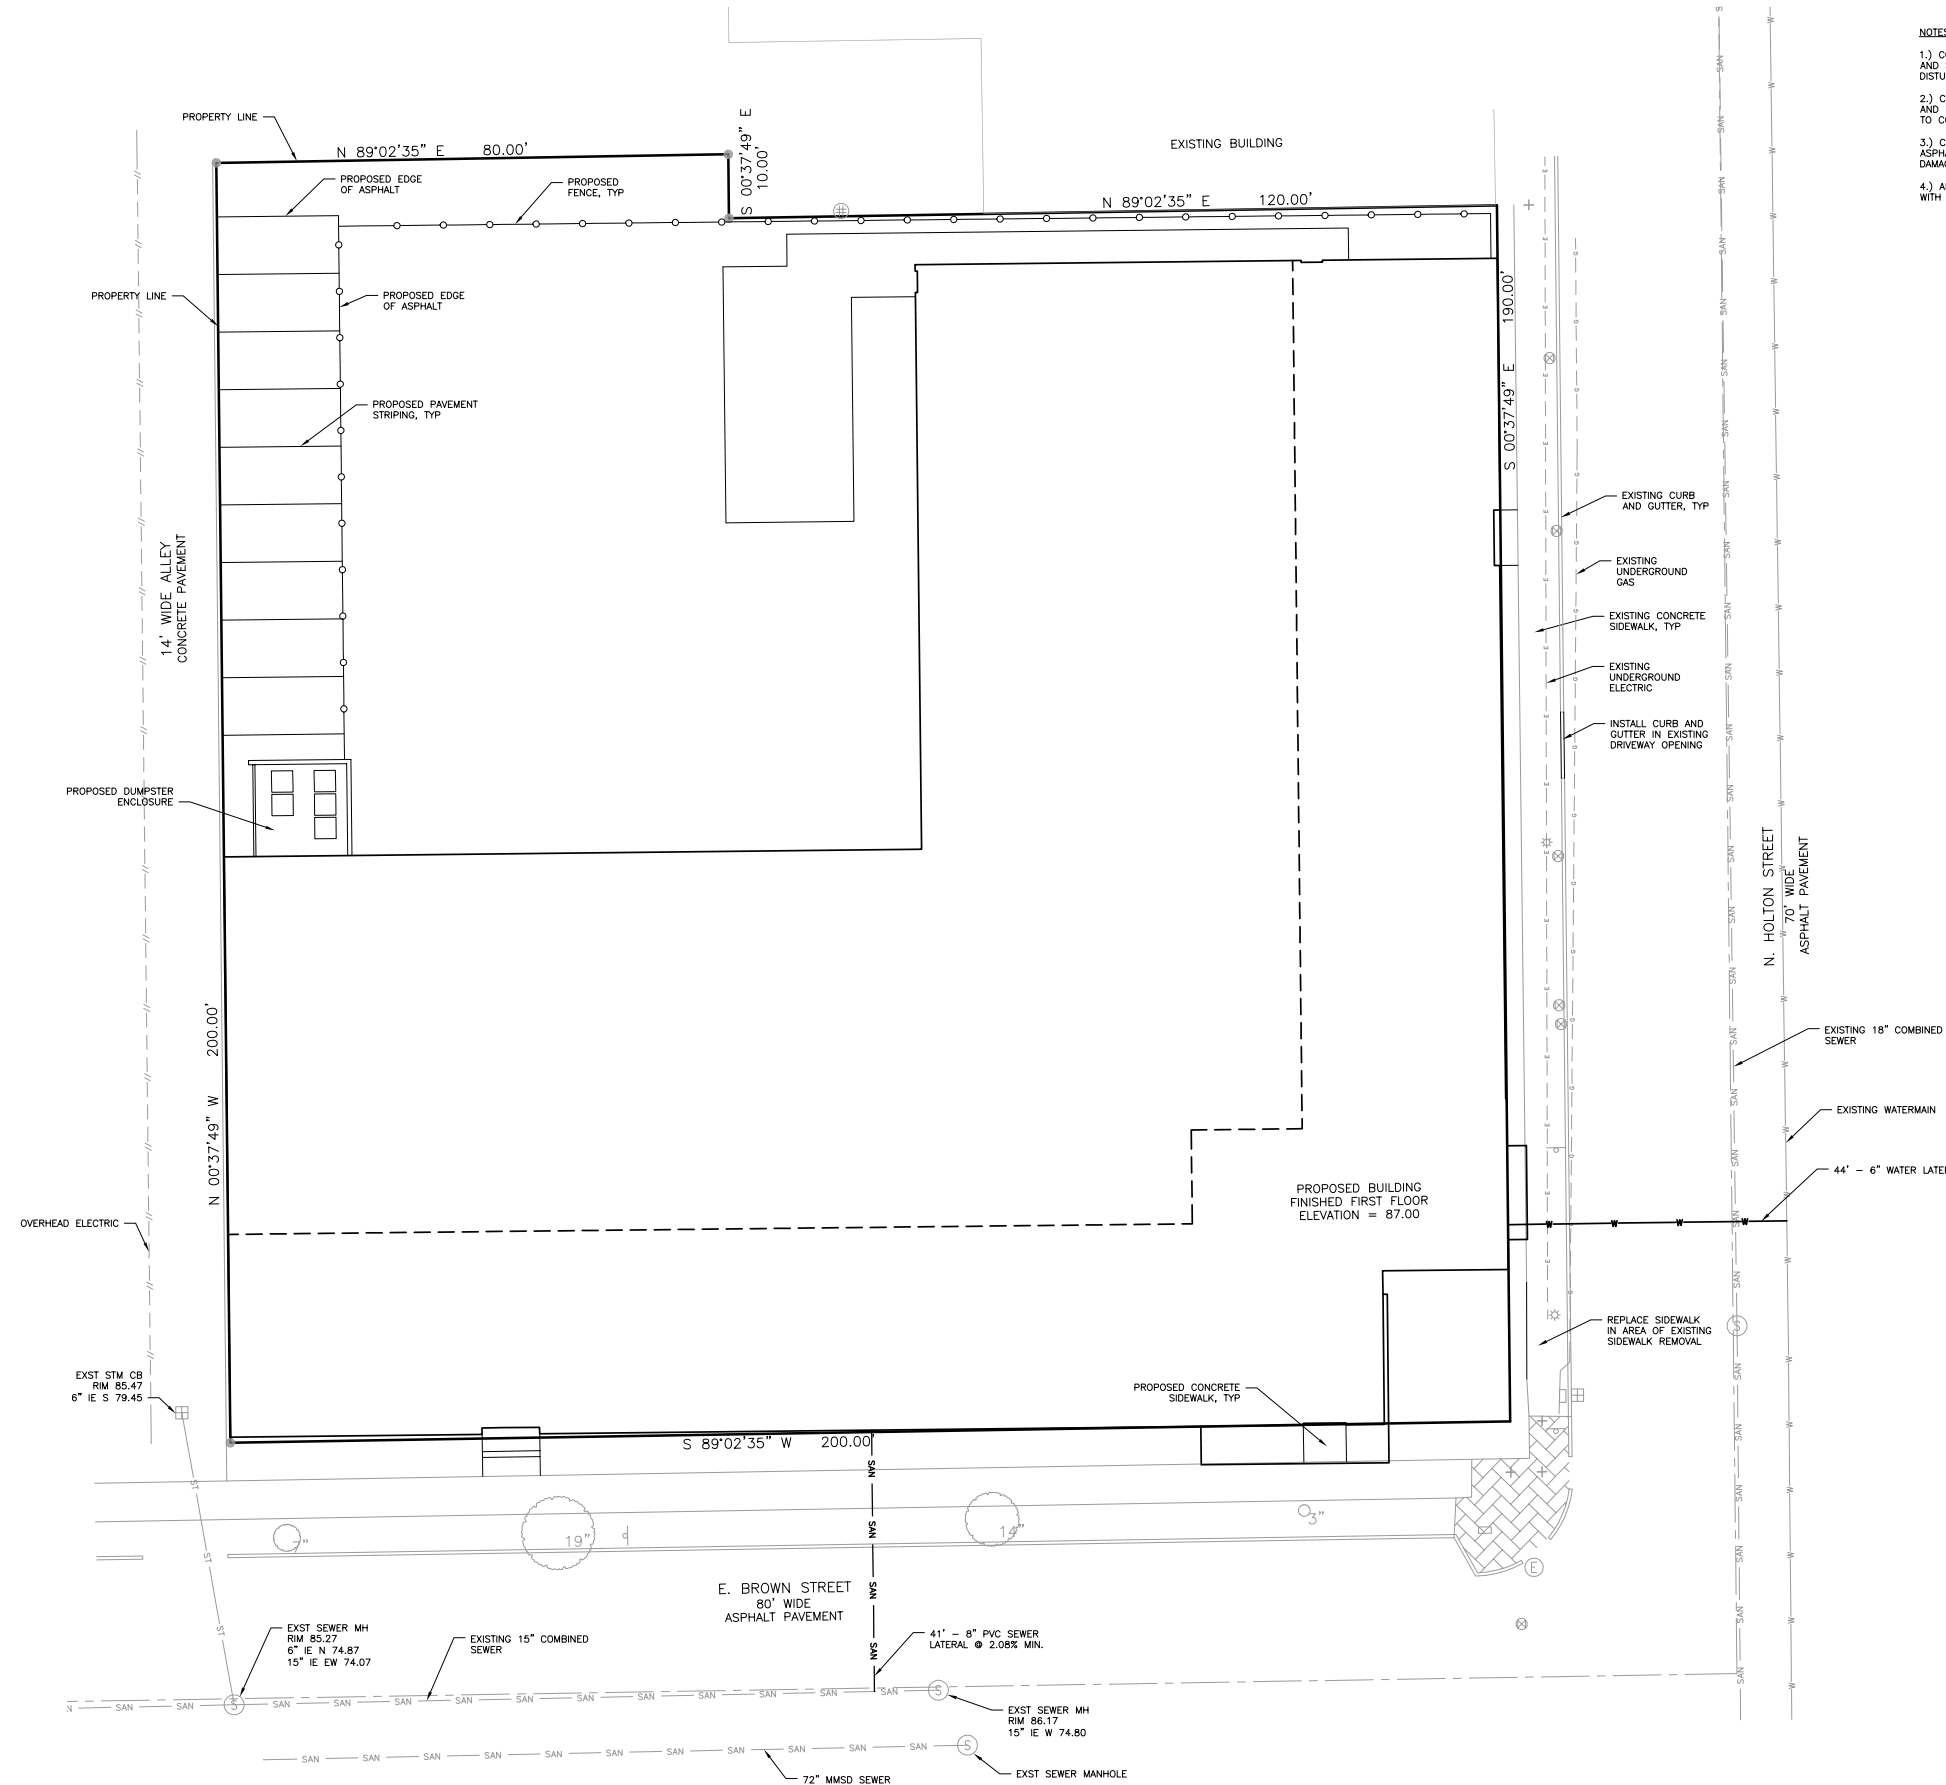 NOTES
1.) C
AND
DISTU
2.) C
AND
TO CO
3.) C
ASPHA
DAMAG
4.) A
WITH
PROPERTY LINE
N 89°02'35" E 80.00'
S 00°37'49" E
10.00'
EXISTING BUILDING
N 89°02'35" E 120.00'
PROPOSED EDGE
OF ASPHALT
PROPOSED
FENCE, TYP
PROPERTY LINE
PROPOSED EDGE
OF ASPHALT
S 00°37'49" E 190.00'
PROPOSED PAVEMENT
STRIPING, TYP
14' WIDE ALLEY
CONCRETE PAVEMENT
EXISTING CURB
AND GUTTER, TYP
EXISTING
UNDERGROUND
GAS
EXISTING CONCRETE
SIDEWALK, TYP
EXISTING
UNDERGROUND
ELECTRIC
INSTALL CURB AND
GUTTER IN EXISTING
DRIVEWAY OPENING
PROPOSED DUMPSTER
ENCLOSURE
N. HOLTON STREET
70' WIDE
ASPHALT PAVEMENT
N 00°37'49" W 200.00'
EXISTING 18" COMBINED
SEWER
EXISTING WATERMAIN
44' - 6" WATER LATE
PROPOSED BUILDING
FINISHED FIRST FLOOR
ELEVATION = 87.00
OVERHEAD ELECTRIC
REPLACE SIDEWALK
IN AREA OF EXISTING
SIDEWALK REMOVAL
EXST STM CB
RIM 85.47
6" IE S 79.45
PROPOSED CONCRETE
SIDEWALK, TYP
S 89°02'35" W 200.00'
7"
19"
14"
3"
E. BROWN STREET
80' WIDE
ASPHALT PAVEMENT
EXST SEWER MH
RIM 85.27
6" IE N 74.87
15" IE EW 74.07
EXISTING 15" COMBINED
SEWER
41' - 8" PVC SEWER
LATERAL @ 2.08% MIN.
EXST SEWER MH
RIM 86.17
15" IE W 74.80
72" MMSD SEWER
EXST SEWER MANHOLE